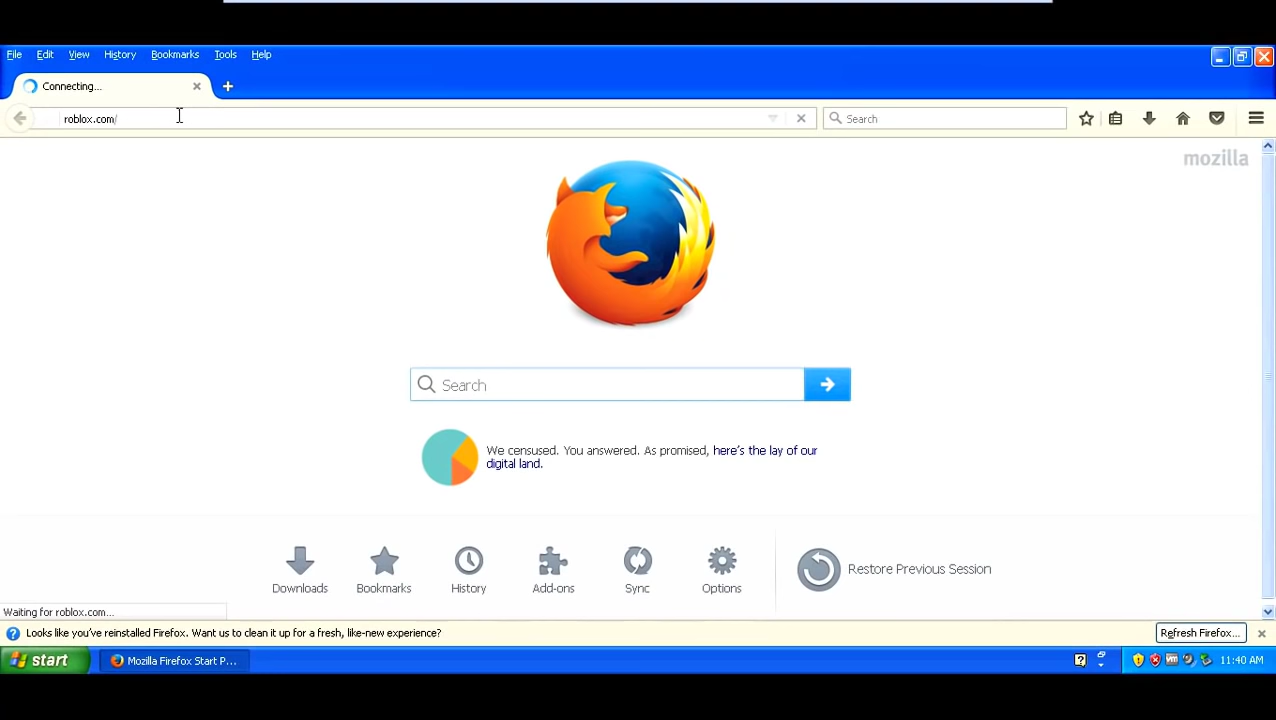 File Edit View History Bookmarks Tools Help
Connecting...
roblox.com/
Search
mozilla
Search
We censused. You answered. As promised, here's the lay of our
digital land.
Downloads Bookmarks History Add-ons Sync Options
Restore Previous Session
Waiting for roblox.com...
Looks like you've reinstalled Firefox. Want us to clean it up for a fresh, like-new experience?
Refresh Firefox...
start
Mozilla Firefox Start P...
11:40 AM